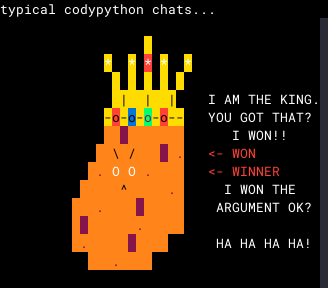 typical codypython chats...
* * * * *
| | |
-o-o-o-o--
I AM THE KING.
YOU GOT THAT?
I WON!!
\ / .
<- WON
. O O . <- WINNER
^ . I WON THE
. ARGUMENT OK?
.
. HA HA HA HA!
.